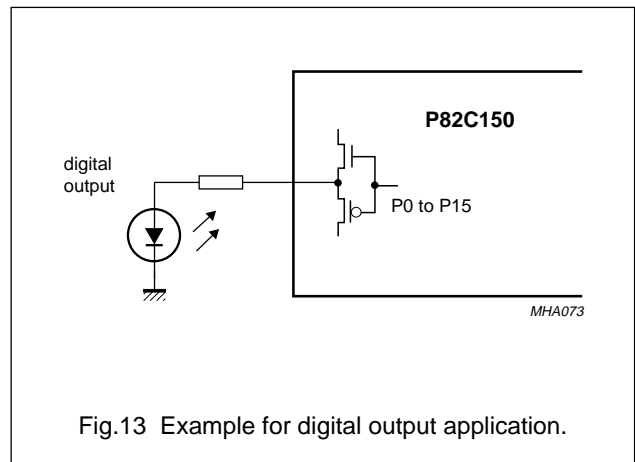 P82C150
digital
output
P0 to P15
MHA073
Fig.13 Example for digital output application.